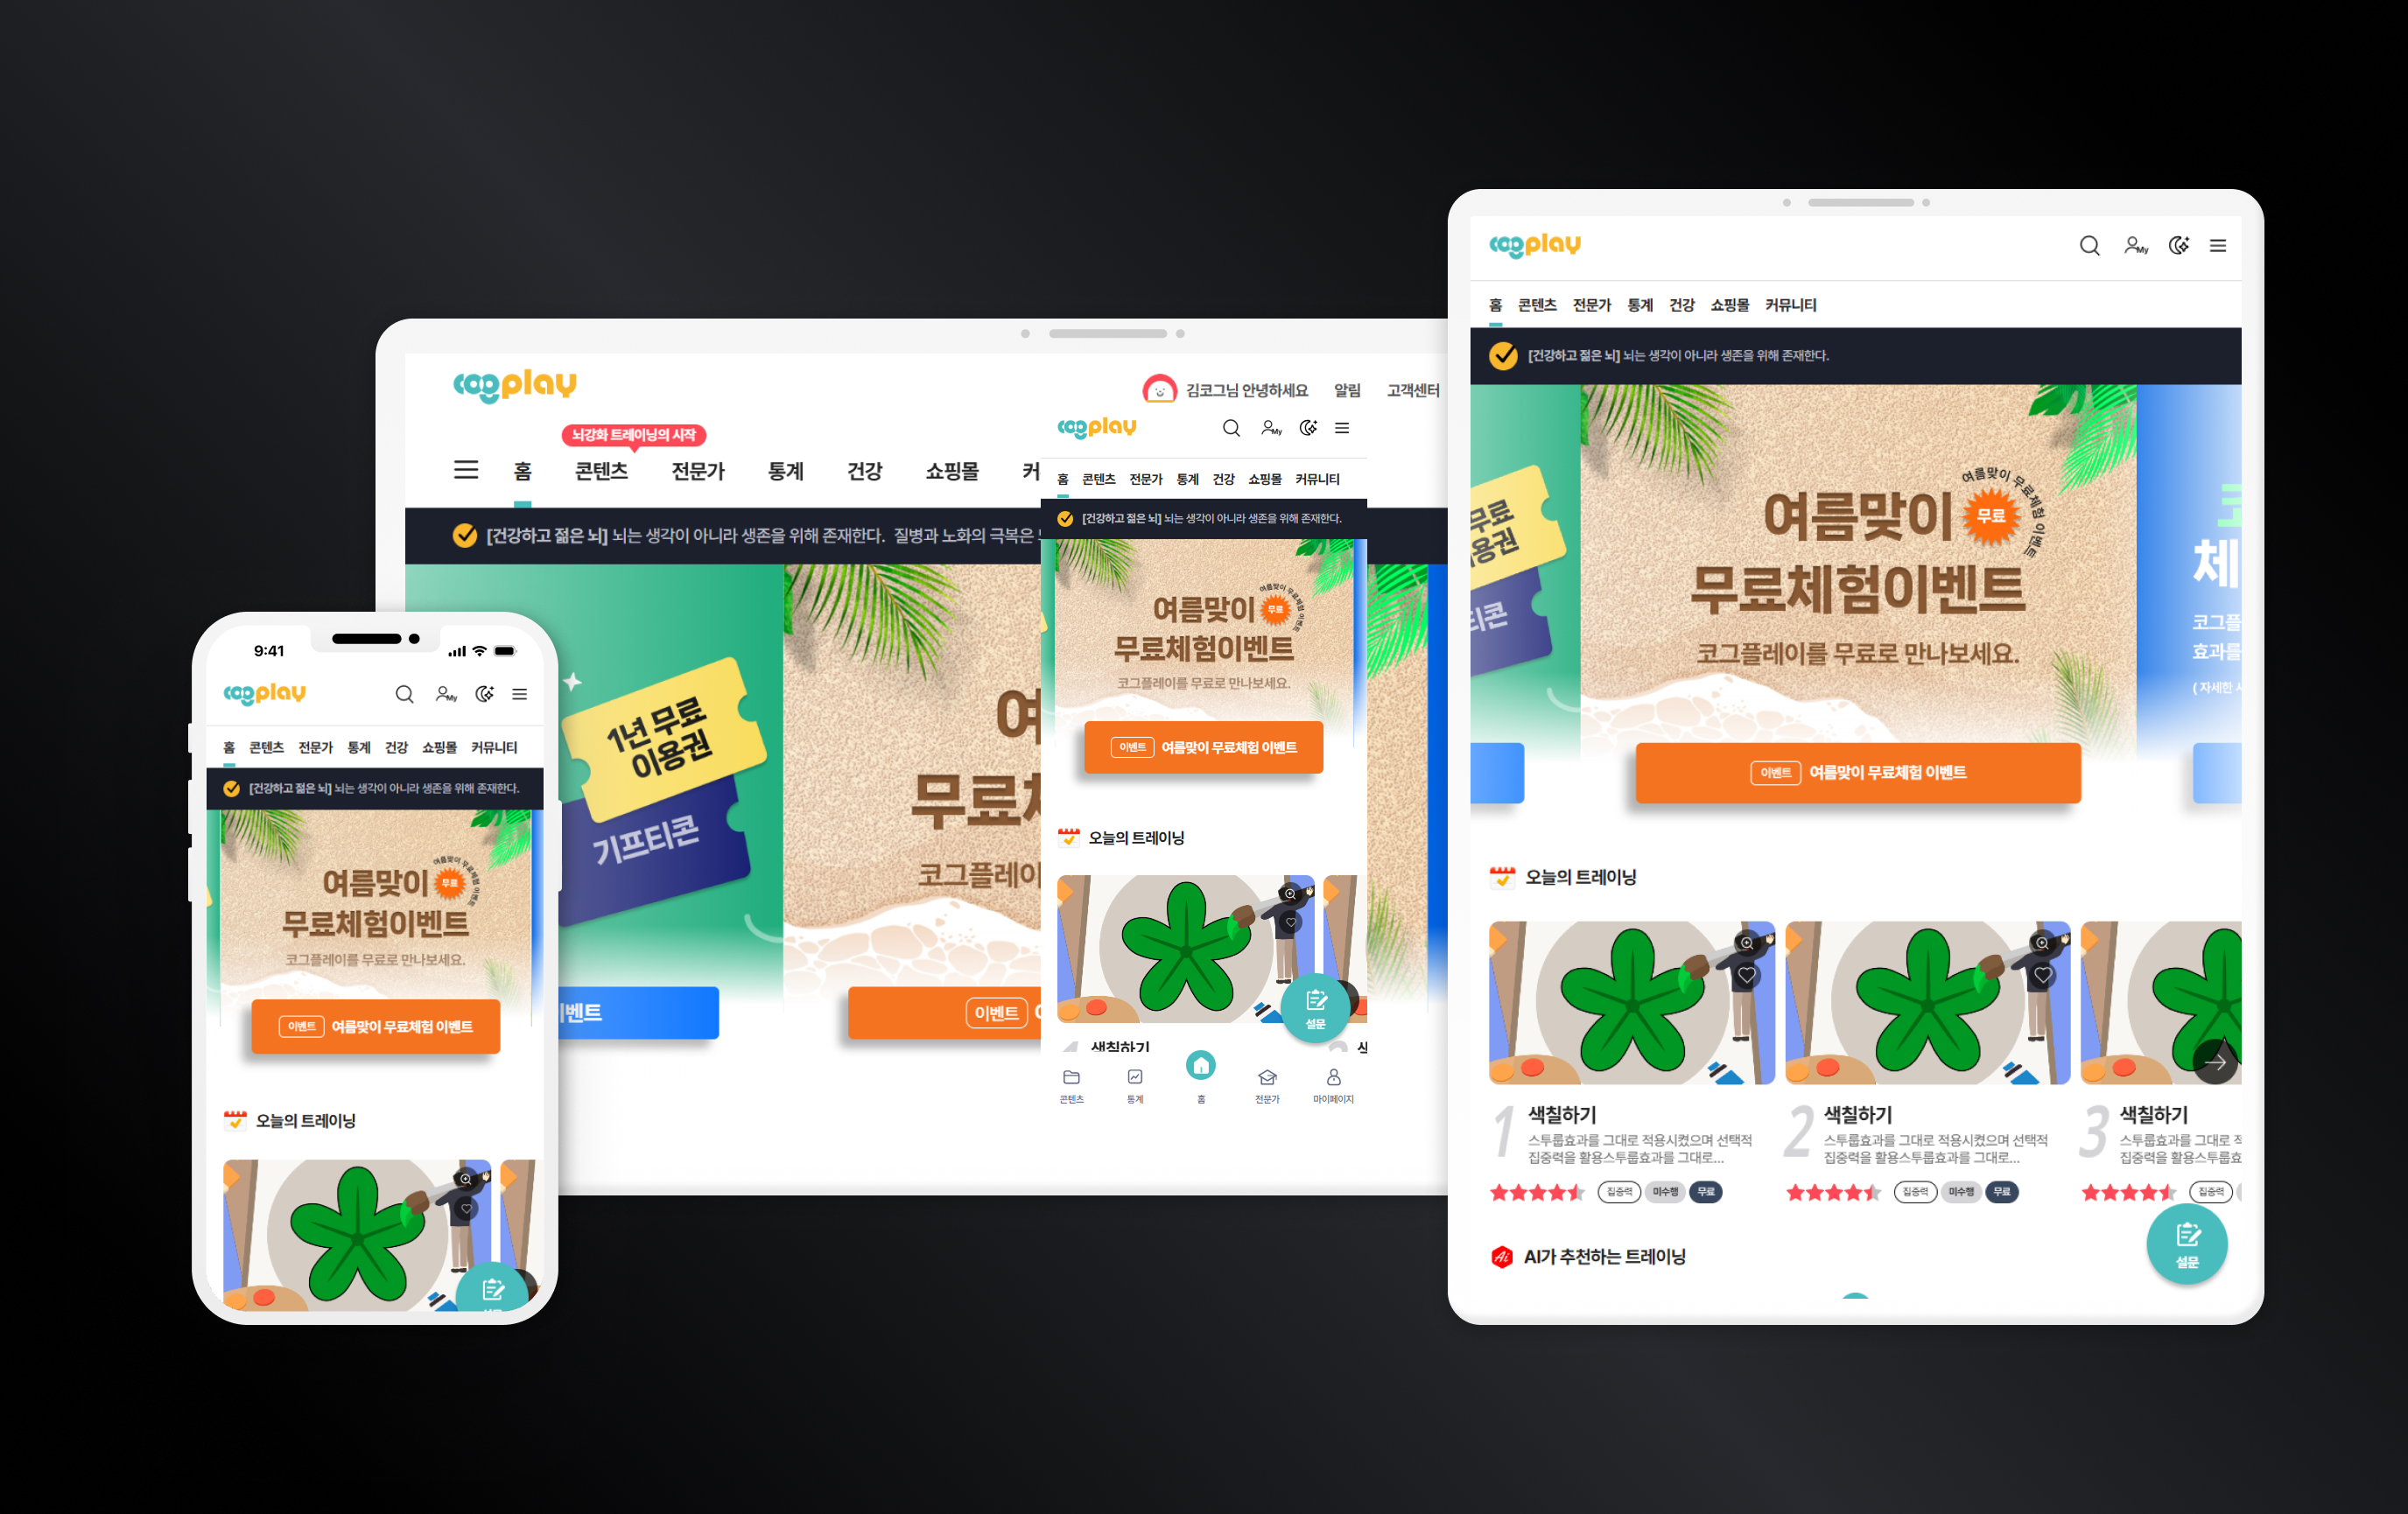 cogplay
김코그님 안녕하세요 알림 고객센터
뇌강화 트레이닝의 시작
홈 콘텐츠 전문가 통계 건강 쇼핑몰 커
[건강하고 젊은 뇌] 뇌는 생각이 아니라 생존을 위해 존재한다. 질병과 노화의 극복은
1년 무료
이용권
기프티콘
여
무료
코그플레이
이벤트
이벤트
9:41
cogplay
My
홈 콘텐츠 전문가 통계 건강 쇼핑몰 커뮤니티
[건강하고 젊은 뇌] 뇌는 생각이 아니라 생존을 위해 존재한다.
여름맞이 무료체험 이벤트
여름맞이 무료
무료체험이벤트
코그플레이를 무료로 만나보세요.
이벤트 여름맞이 무료체험 이벤트
오늘의 트레이닝
cogplay
My
홈 콘텐츠 전문가 통계 건강 쇼핑몰 커뮤니티
[건강하고 젊은 뇌] 뇌는 생각이 아니라 생존을 위해 존재한다.
여름맞이 무료체험 이벤트
여름맞이 무료
무료체험이벤트
코그플레이를 무료로 만나보세요.
이벤트 여름맞이 무료체험 이벤트
오늘의 트레이닝
설문
색칠하기
콘텐츠 통계 홈 전문가 마이페이지
cogplay
My
홈 콘텐츠 전문가 통계 건강 쇼핑몰 커뮤니티
[건강하고 젊은 뇌] 뇌는 생각이 아니라 생존을 위해 존재한다.
무료
용권
티콘
여름맞이 무료체험 이벤트
여름맞이 무료
무료체험이벤트
코그플레이를 무료로 만나보세요.
체
코그플
효과를
( 자세한
이벤트 여름맞이 무료체험 이벤트
오늘의 트레이닝
1 색칠하기
스투룹효과를 그대로 적용시켰으며 선택적
집중력을 활용스투룹효과를 그대로...
집중력 미수행 무료
2 색칠하기
스투룹효과를 그대로 적용시켰으며 선택적
집중력을 활용스투룹효과를 그대로...
집중력 미수행 무료
3 색칠하기
스투룹효과를 그대로
집중력을 활용스투룹효과
집중력
Ai AI가 추천하는 트레이닝
설문